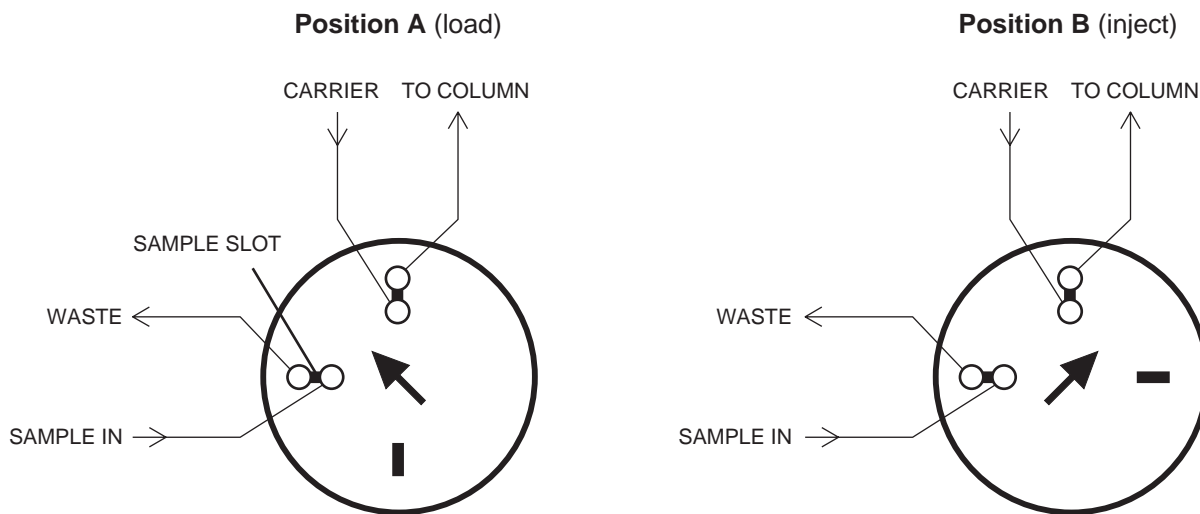 Position A (load)
CARRIER TO COLUMN
SAMPLE SLOT
WASTE
SAMPLE IN
Position B (inject)
CARRIER TO COLUMN
WASTE
SAMPLE IN